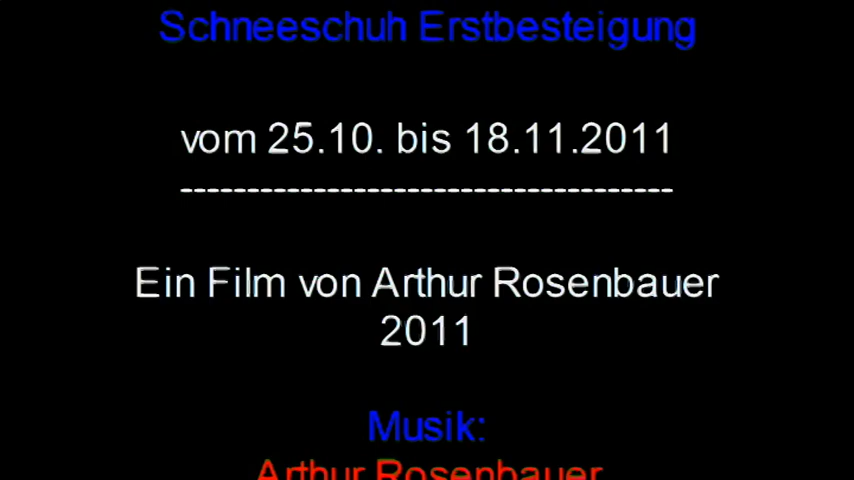 Schneeschuh Erstbesteigung
vom 25.10. bis 18.11.2011
-------------------------------------
Ein Film von Arthur Rosenbauer
2011
Musik:
Arthur Rosenbauer